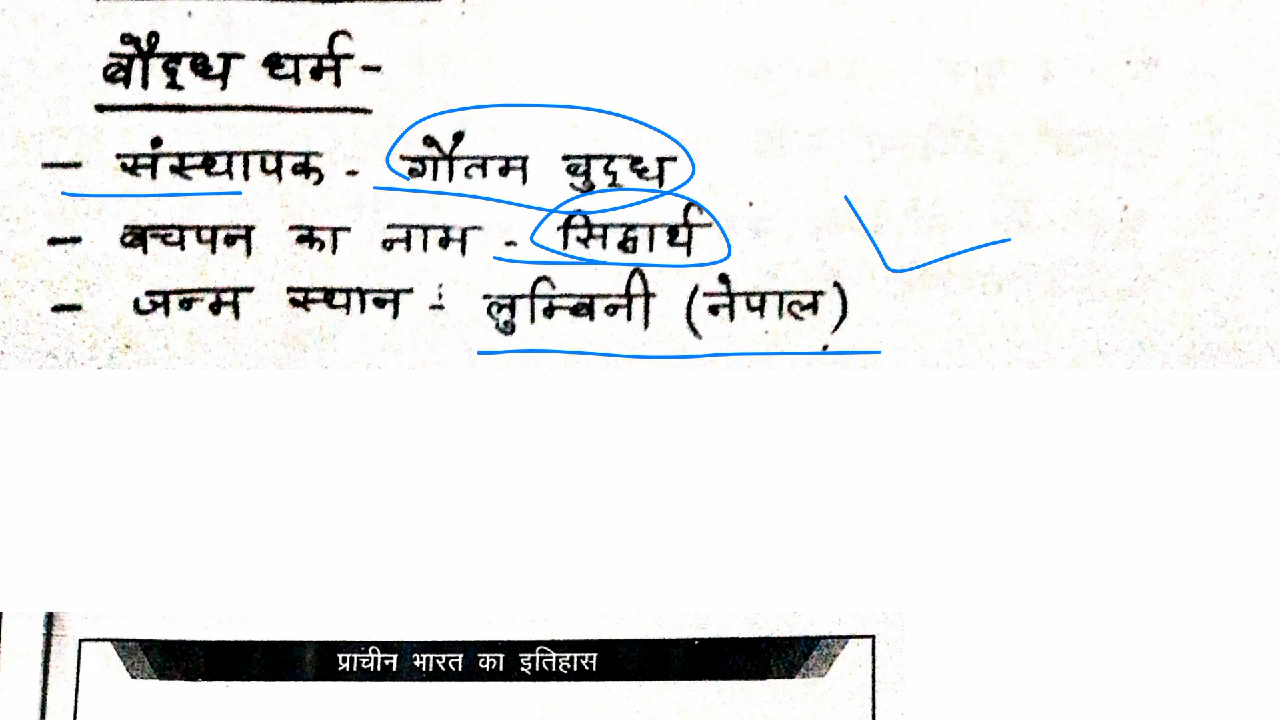 बौद्ध धर्म-
- संस्थापक - गौतम बुद्ध
- बचपन का नाम - सिद्धार्थ
- जन्म स्थान : लुम्बिनी (नेपाल)
प्राचीन भारत का इतिहास